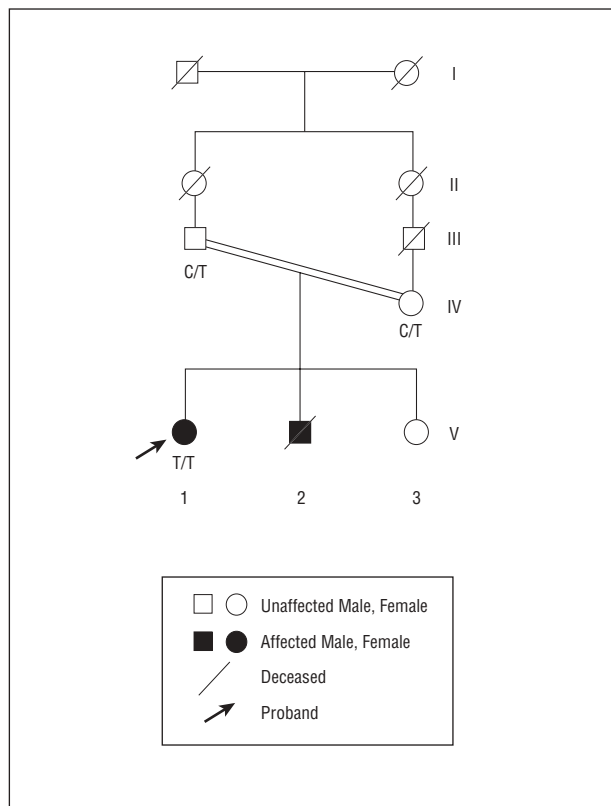 I
II
III
C/T
IV
C/T
V
T/T
1 2 3
Unaffected Male, Female
Affected Male, Female
Deceased
Proband